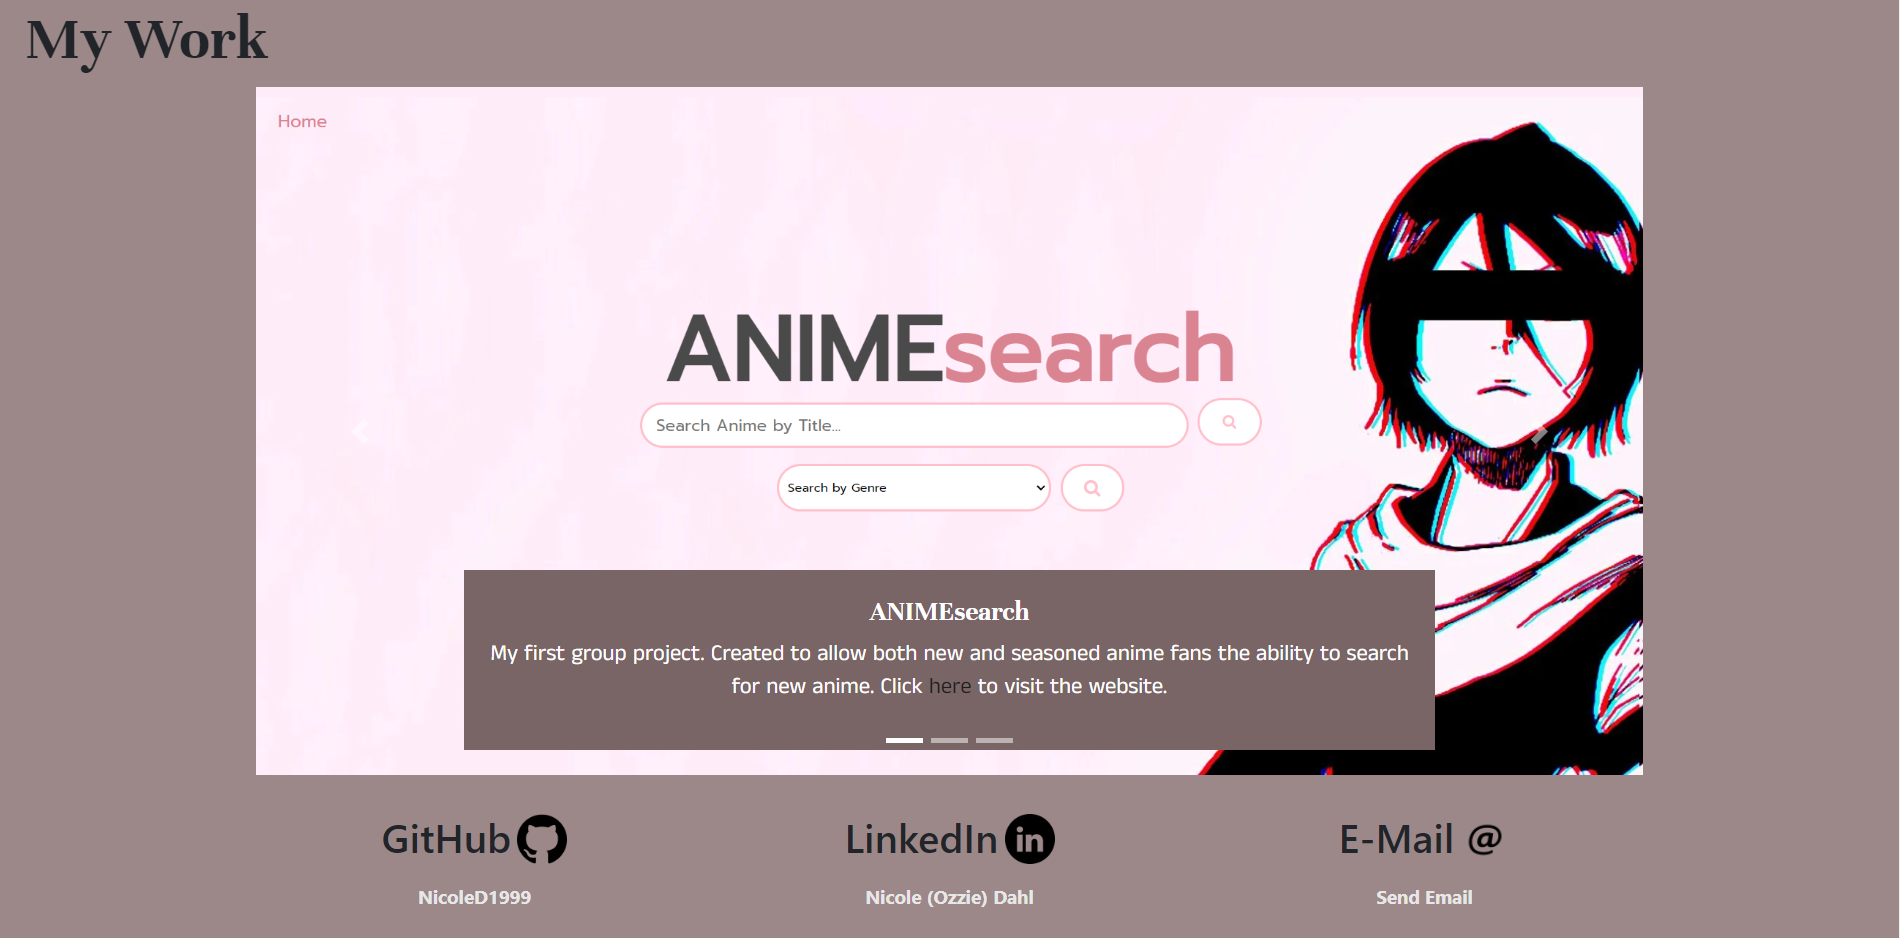 My Work
Home
ANIMEsearch
Search Anime by Title...
Search by Genre
ANIMEsearch
My first group project. Created to allow both new and seasoned anime fans the ability to search
for new anime. Click here to visit the website.
GitHub
LinkedIn in
E-Mail @
NicoleD1999
Nicole (Ozzie) Dahl
Send Email